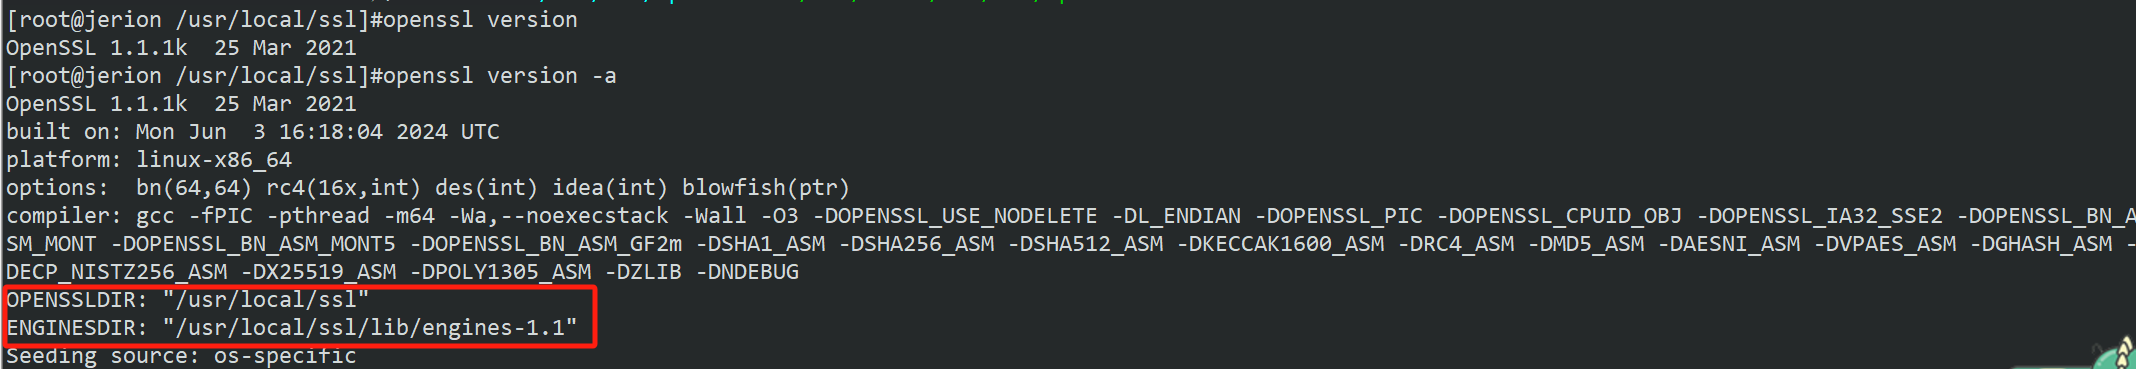 [root@jerion /usr/local/ssl]#openssl version
OpenSSL 1.1.1k  25 Mar 2021
[root@jerion /usr/local/ssl]#openssl version -a
OpenSSL 1.1.1k  25 Mar 2021
built on: Mon Jun  3 16:18:04 2024 UTC
platform: linux-x86_64
options:  bn(64,64) rc4(16x,int) des(int) idea(int) blowfish(ptr)
compiler: gcc -fPIC -pthread -m64 -Wa,--noexecstack -Wall -O3 -DOPENSSL_USE_NODELETE -DL_ENDIAN -DOPENSSL_PIC -DOPENSSL_CPUID_OBJ -DOPENSSL_IA32_SSE2 -DOPENSSL_BN_A
SM_MONT -DOPENSSL_BN_ASM_MONT5 -DOPENSSL_BN_ASM_GF2m -DSHA1_ASM -DSHA256_ASM -DSHA512_ASM -DKECCAK1600_ASM -DRC4_ASM -DMD5_ASM -DAESNI_ASM -DVPAES_ASM -DGHASH_ASM -
DECP_NISTZ256_ASM -DX25519_ASM -DPOLY1305_ASM -DZLIB -DNDEBUG
OPENSSLDIR: "/usr/local/ssl"
ENGINESDIR: "/usr/local/ssl/lib/engines-1.1"
Seeding source: os-specific